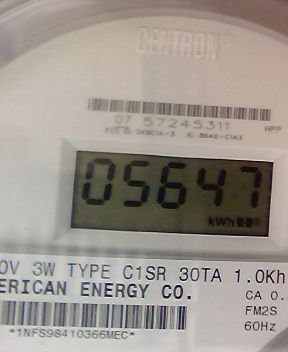 CENTRON®
07 57245311
HPP
05647
kWh
0V 3W TYPE C1SR 30TA 1.0Kh
ERICAN ENERGY CO.
CA 0.
FM2S
60Hz
*1NFS98410366MEC*